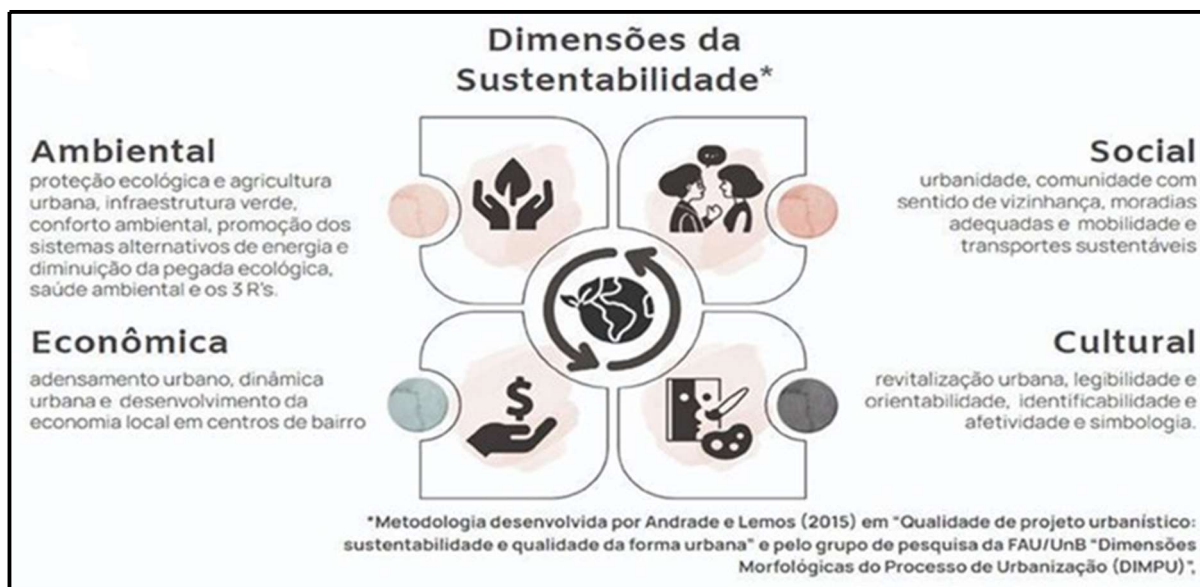 Dimensões da
Sustentabilidade*
Ambiental
proteção ecológica e agricultura
urbana, infraestrutura verde,
conforto ambiental, promoção dos
sistemas alternativos de energia e
diminuição da pegada ecológica,
saúde ambiental e os 3 R's.
Social
urbanidade, comunidade com
sentido de vizinhança, moradias
adequadas e mobilidade e
transportes sustentáveis
Econômica
adensamento urbano, dinâmica
urbana e desenvolvimento da
economia local em centros de bairro
Cultural
revitalização urbana, legibilidade e
orientabilidade, identificabilidade e
afetividade e simbologia.
$
*Metodologia desenvolvida por Andrade e Lemos (2015) em "Qualidade de projeto urbanístico:
sustentabilidade e qualidade da forma urbana" e pelo grupo de pesquisa da FAU/UnB "Dimensões
Morfológicas do Processo de Urbanização (DIMPU)",